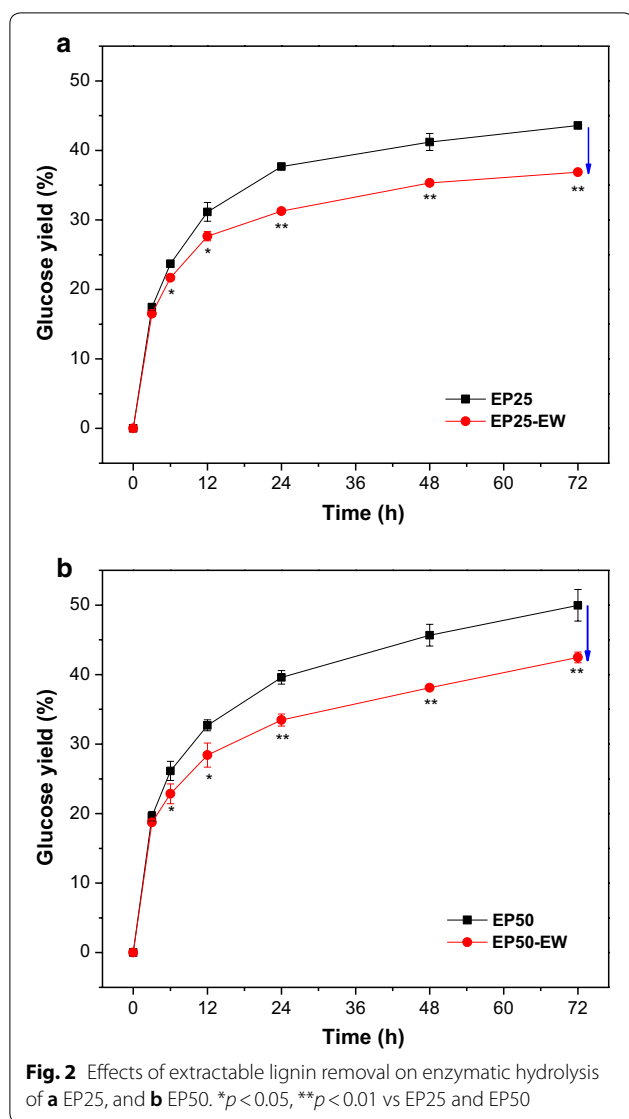 a
50
40
30
20
10
0
Glucose yield (%)
*
*
**
**
**
EP25
EP25-EW
0 12 24 36 48 60 72
Time (h)
b
50
40
30
20
10
0
Glucose yield (%)
*
*
**
**
**
EP50
EP50-EW
0 12 24 36 48 60 72
Time (h)
Fig. 2 Effects of extractable lignin removal on enzymatic hydrolysis
of a EP25, and b EP50. *p < 0.05, **p < 0.01 vs EP25 and EP50